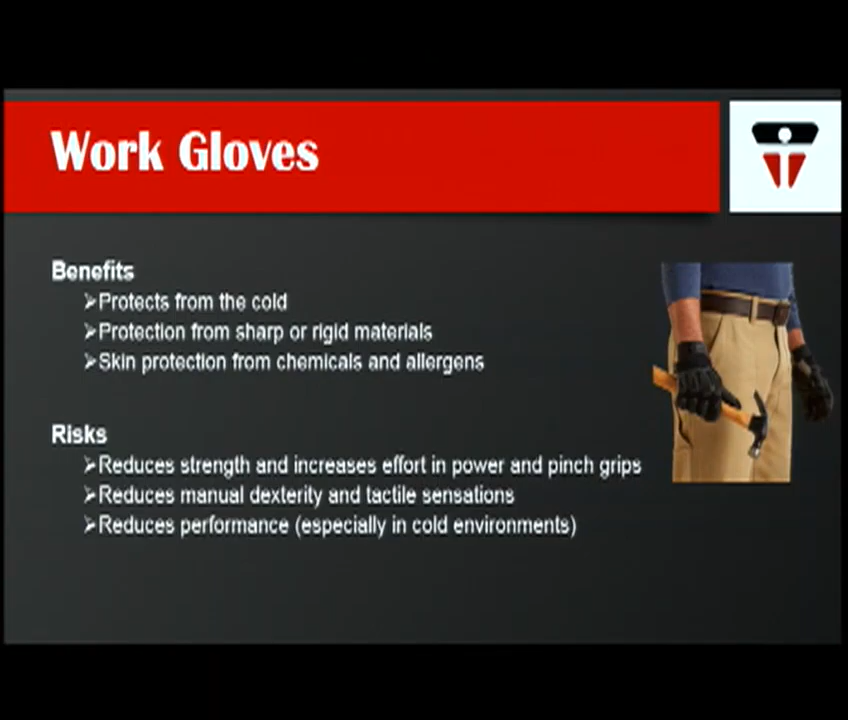 Work Gloves
Benefits
➢Protects from the cold
➢Protection from sharp or rigid materials
➢Skin protection from chemicals and allergens
Risks
➢Reduces strength and increases effort in power and pinch grips
➢Reduces manual dexterity and tactile sensations
➢Reduces performance (especially in cold environments)